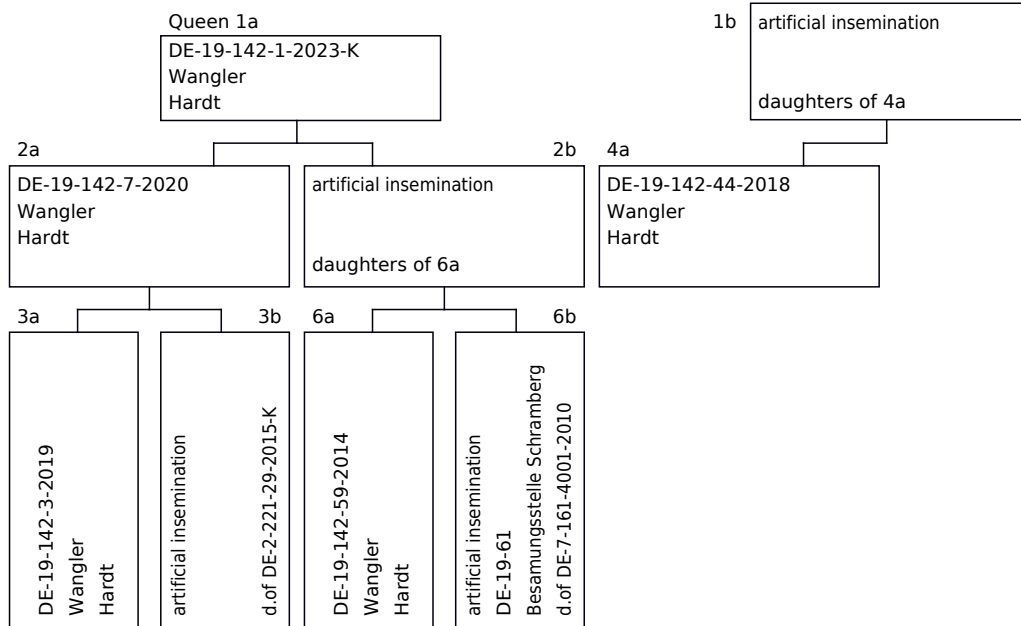 Queen 1a
DE-19-142-1-2023-K
Wangler
Hardt
1b
artificial insemination
daughters of 4a
2a
DE-19-142-7-2020
Wangler
Hardt
2b
artificial insemination
daughters of 6a
4a
DE-19-142-44-2018
Wangler
Hardt
3a
DE-19-142-3-2019
Wangler
Hardt
3b
artificial insemination
d.of DE-2-221-29-2015-K
6a
DE-19-142-59-2014
Wangler
Hardt
6b
artificial insemination
DE-19-61
Besamungsstelle Schramberg
d.of DE-7-161-4001-2010